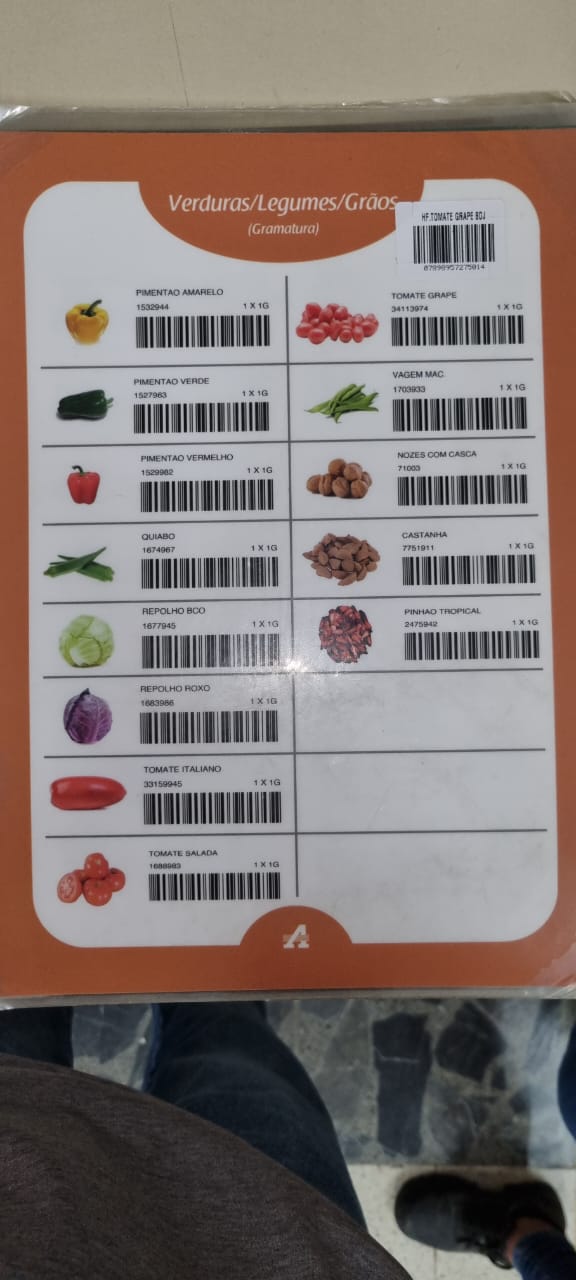 Verduras/Legumes/Grãos
(Gramatura)
HF.TOMATE GRAPE BDJ
07898957275014
PIMENTAO AMARELO
1532944 1 X 1G
PIMENTAO VERDE
1527983 1 X 1G
PIMENTAO VERMELHO
1529982 1 X 1G
QUIABO
1674967 1 X 1G
REPOLHO BCO
1677945 1 X 1G
REPOLHO ROXO
1683986 1 X 1G
TOMATE ITALIANO
33159945 1 X 1G
TOMATE SALADA
1688983 1 X 1G
TOMATE GRAPE
34113974 1 X 1G
VAGEM MAC.
1703933 1 X 1G
NOZES COM CASCA
71003 1 X 1G
CASTANHA
7751911 1 X 1G
PINHAO TROPICAL
2475942 1 X 1G
A